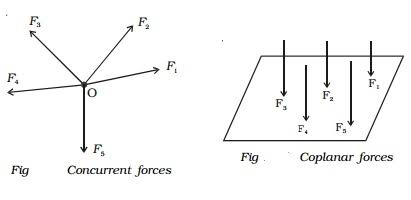 F₃
F₂
F₁
F₄
O
F₅
Fig Concurrent forces
F₁
F₂
F₃
F₄
F₅
Fig . Coplanar forces